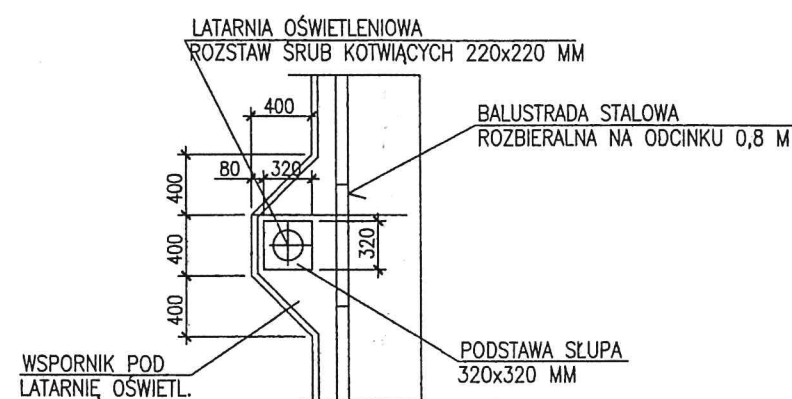 LATARNIA OŚWIETLENIOWA
ROZSTAW ŚRUB KOTWIĄCYCH 220x220 MM
400
BALUSTRADA STALOWA
ROZBIERALNA NA ODCINKU 0,8 M
400
80
320
400
320
400
PODSTAWA SŁUPA
320x320 MM
WSPORNIK POD
LATARNIĘ OŚWIETL.